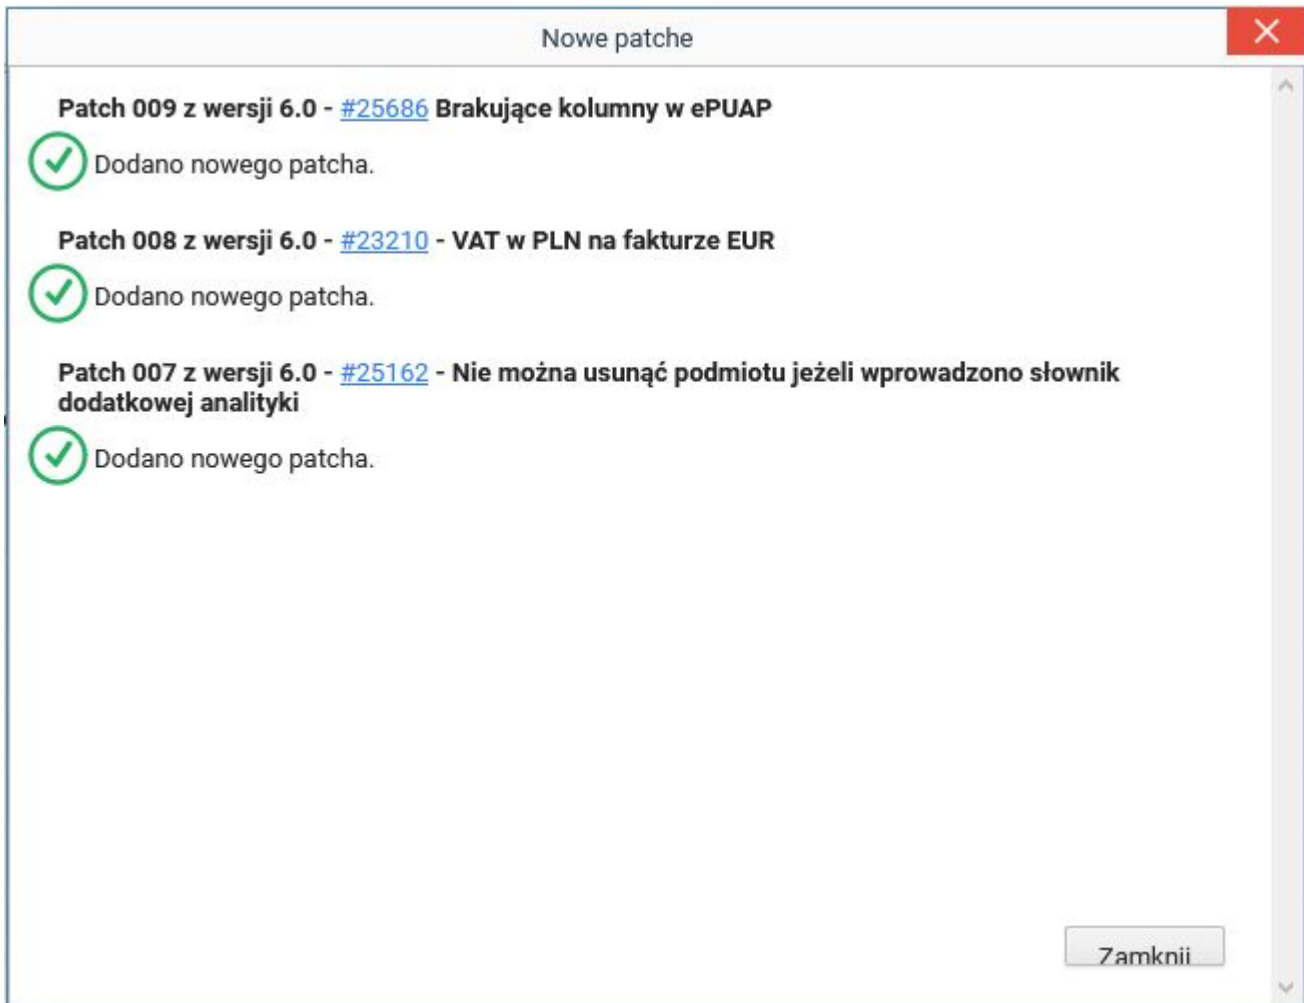 Nowe patche
Patch 009 z wersji 6.0 - #25686 Brakujące kolumny w ePUAP
Dodano nowego patcha.
Patch 008 z wersji 6.0 - #23210 - VAT w PLN na fakturze EUR
Dodano nowego patcha.
Patch 007 z wersji 6.0 - #25162 - Nie można usunąć podmiotu jeżeli wprowadzono słownik
dodatkowej analityki
Dodano nowego patcha.
Zamknij